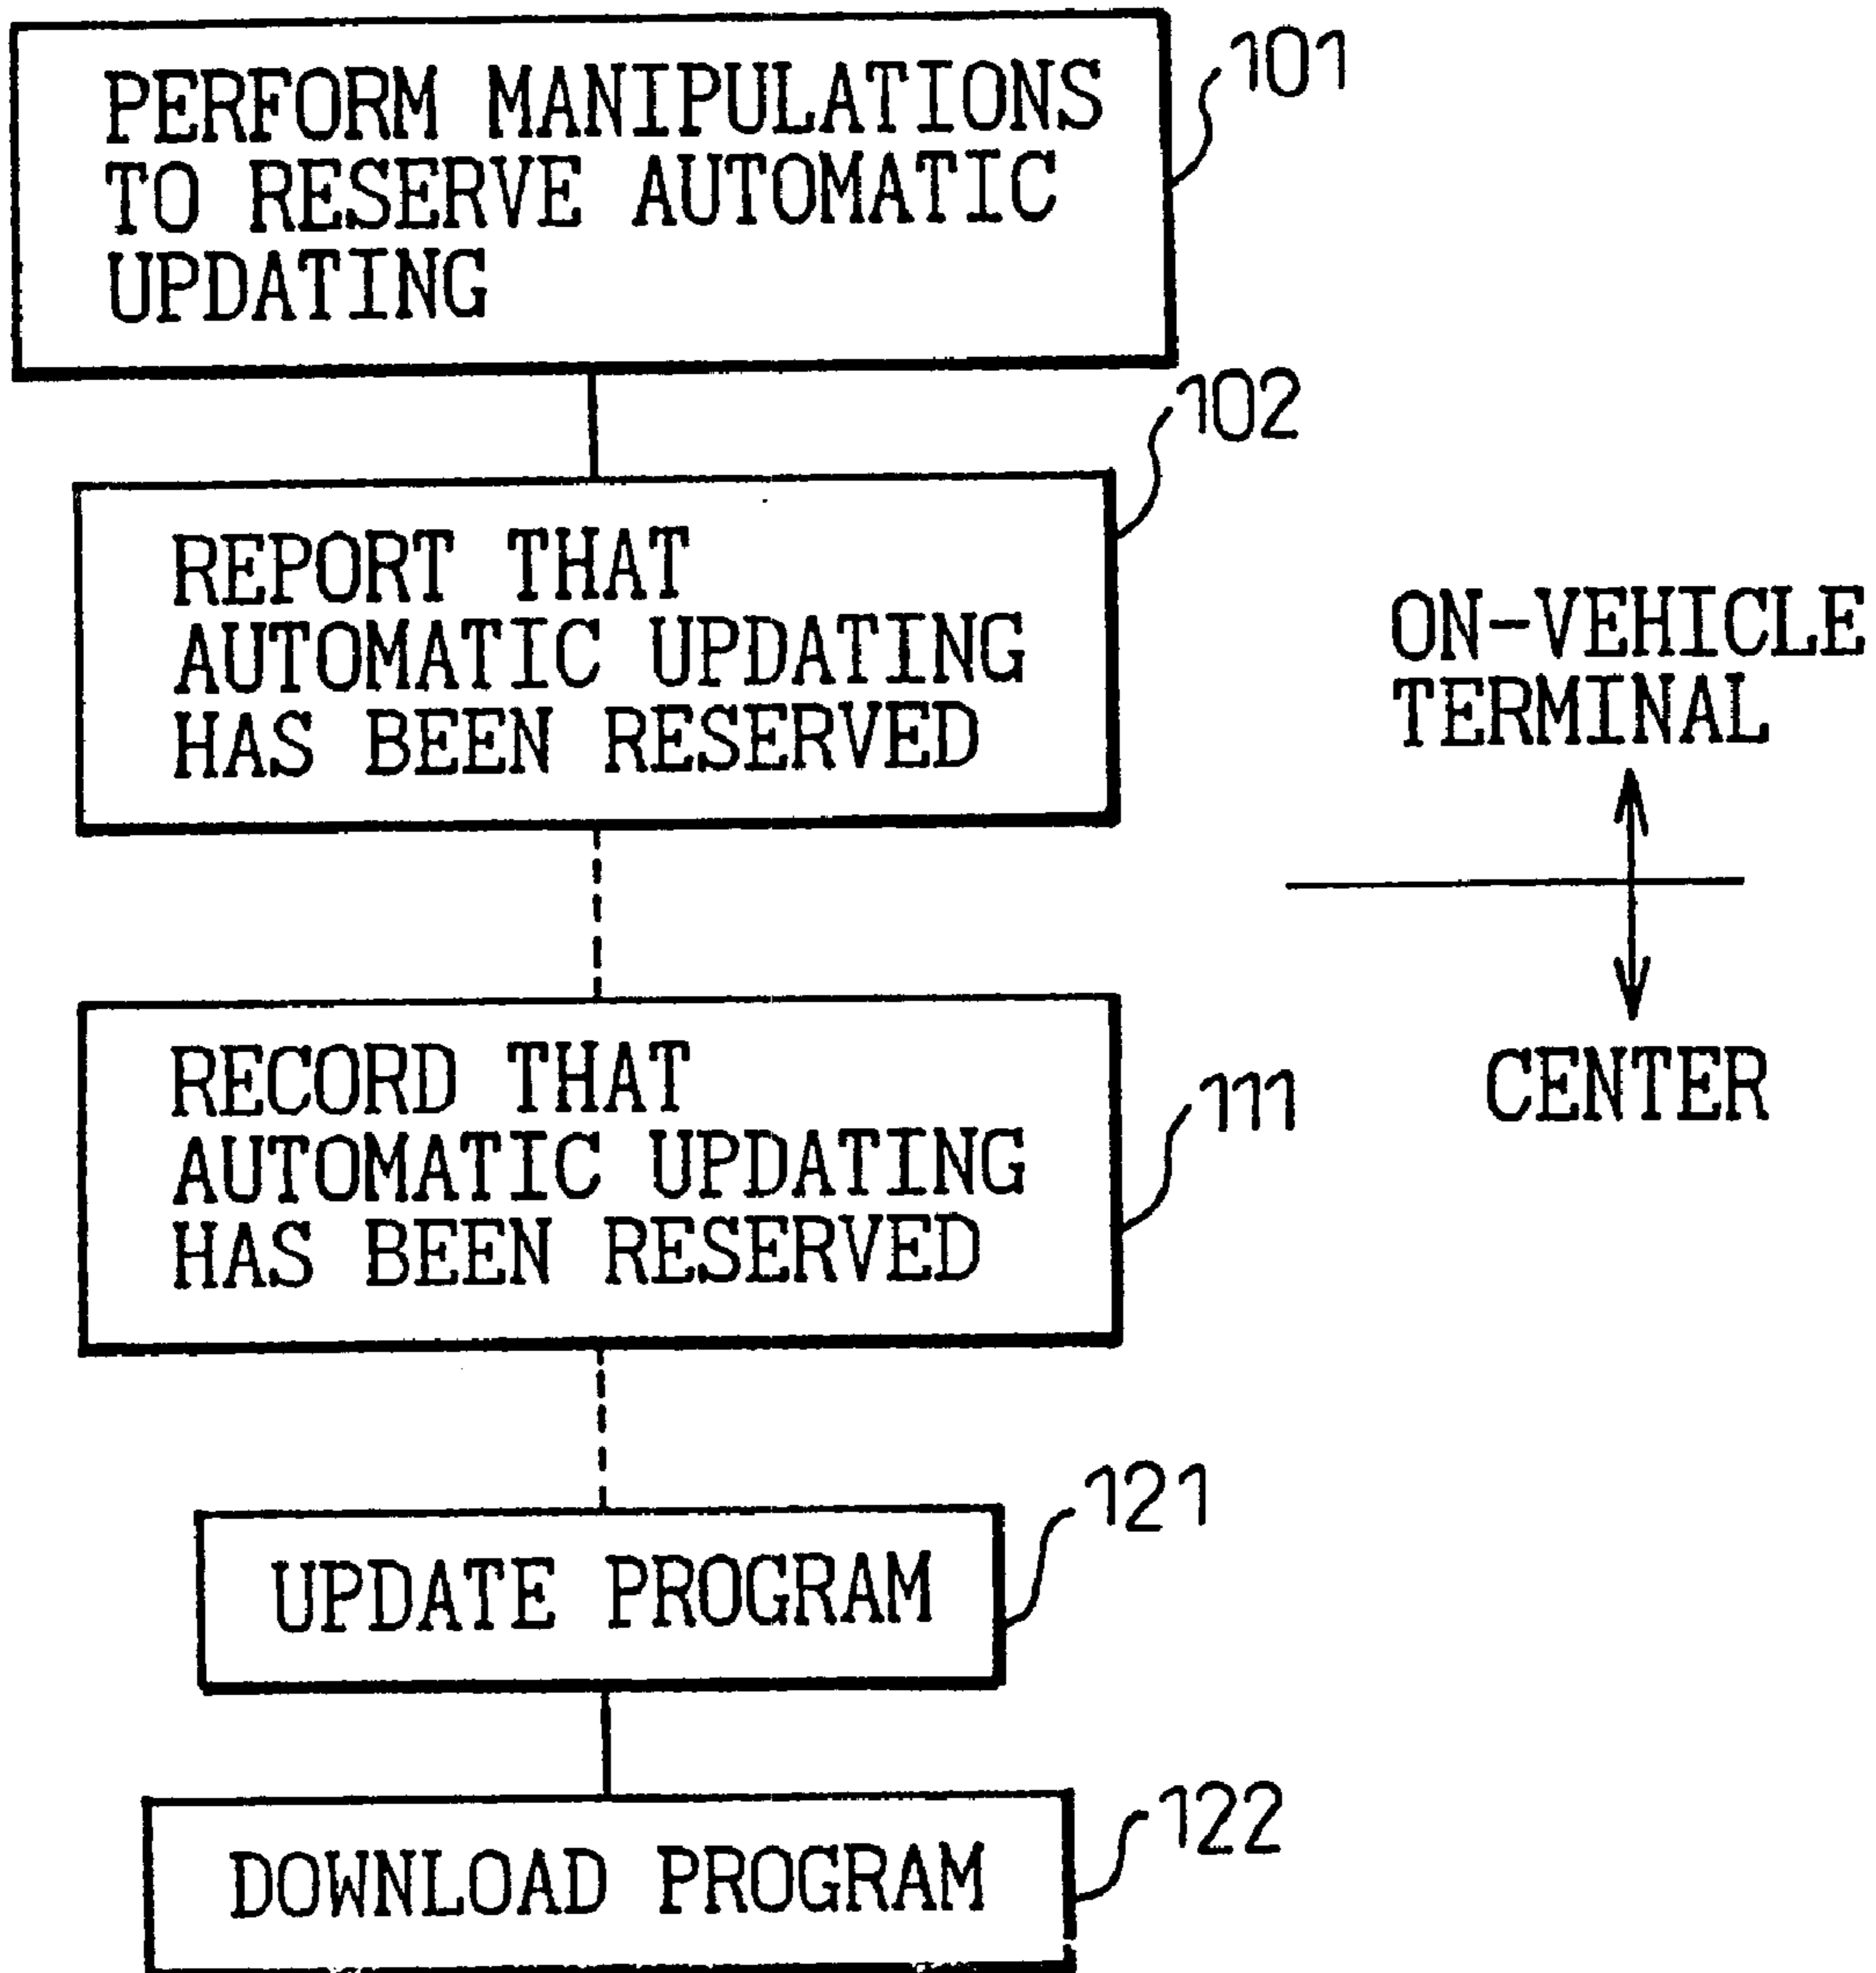 PERFORM MANIPULATIONS
TO RESERVE AUTOMATIC
UPDATING
101
102
REPORT THAT
AUTOMATIC UPDATING
HAS BEEN RESERVED
ON-VEHICLE
TERMINAL
RECORD THAT
AUTOMATIC UPDATING
HAS BEEN RESERVED
111
CENTER
UPDATE PROGRAM
121
DOWNLOAD PROGRAM
122